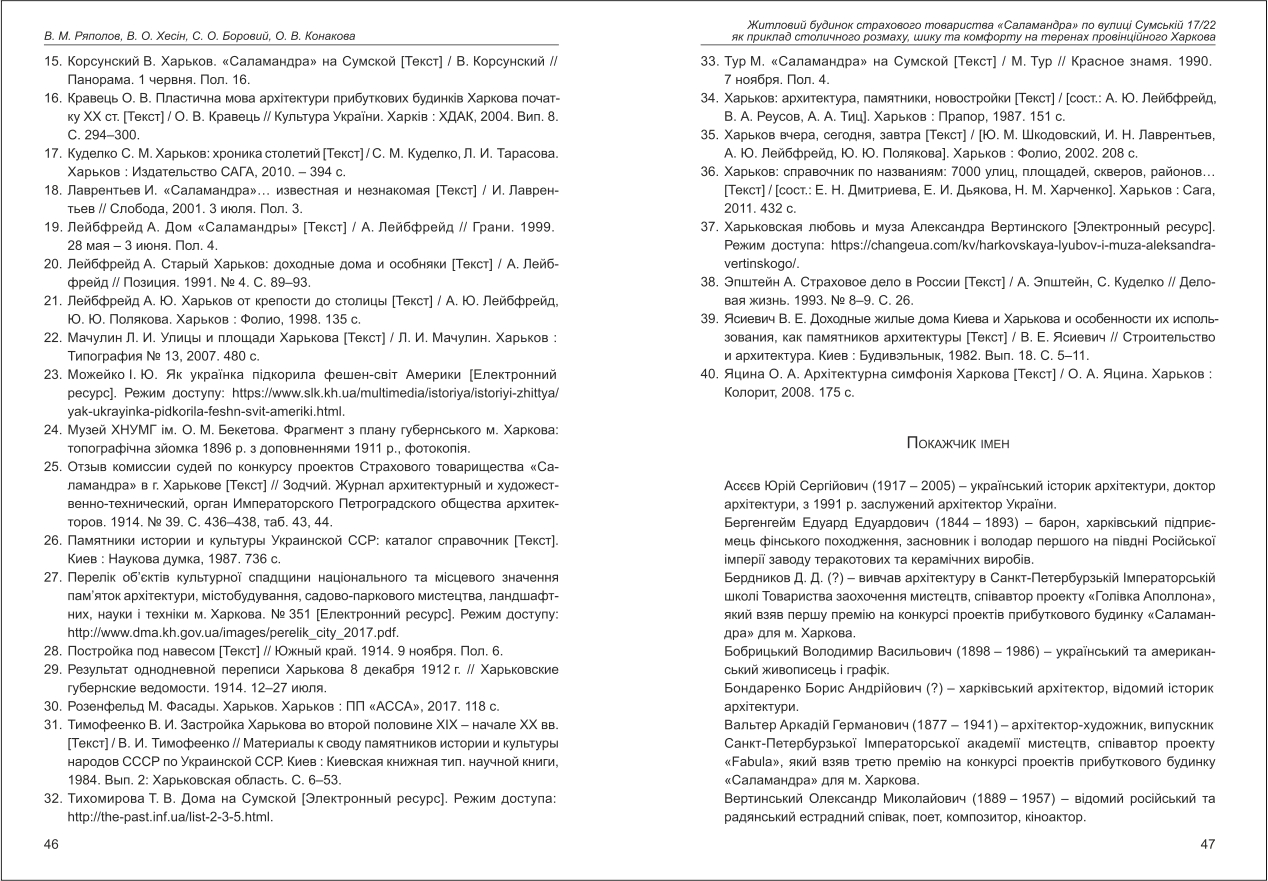 В. М. Ряполов, В. О. Хесін, С. О. Боровий, О. В. Конакова
15. Корсунский В. Харьков. «Саламандра» на Сумской [Текст] / В. Корсунский //
Панорама. 1 червня. Пол. 16.
16. Кравець О. В. Пластична мова архітектури прибуткових будинків Харкова почат-
ку ХХ ст. [Текст] / О. В. Кравець // Культура України. Харків : ХДАК, 2004. Вип. 8.
С. 294–300.
17. Куделко С. М. Харьков: хроника столетий [Текст] / С. М. Куделко, Л. И. Тарасова.
Харьков : Издательство САГА, 2010. – 394 с.
18. Лаврентьев И. «Саламандра»… известная и незнакомая [Текст] / И. Лаврен-
тьев // Слобода, 2001. 3 июля. Пол. 3.
19. Лейбфрейд А. Дом «Саламандры» [Текст] / А. Лейбфрейд // Грани. 1999.
28 мая – 3 июня. Пол. 4.
20. Лейбфрейд А. Старый Харьков: доходные дома и особняки [Текст] / А. Лейб-
фрейд // Позиция. 1991. № 4. С. 89–93.
21. Лейбфрейд А. Ю. Харьков от крепости до столицы [Текст] / А. Ю. Лейбфрейд,
Ю. Ю. Полякова. Харьков : Фолио, 1998. 135 с.
22. Мачулин Л. И. Улицы и площади Харькова [Текст] / Л. И. Мачулин. Харьков :
Типография № 13, 2007. 480 с.
23. Можейко І. Ю. Як українка підкорила фешен-світ Америки [Електронний
ресурс]. Режим доступу: https://www.slk.kh.ua/multimedia/istoriya/istoriyi-zhittya/
yak-ukrayinka-pidkorila-feshn-svit-ameriki.html.
24. Музей ХНУМГ ім. О. М. Бекетова. Фрагмент з плану губернського м. Харкова:
топографічна зйомка 1896 р. з доповненнями 1911 р., фотокопія.
25. Отзыв комиссии судей по конкурсу проектов Страхового товарищества «Са-
ламандра» в г. Харькове [Текст] // Зодчий. Журнал архитектурный и художест-
венно-технический, орган Императорского Петроградского общества архитек-
торов. 1914. № 39. С. 436–438, таб. 43, 44.
26. Памятники истории и культуры Украинской ССР: каталог справочник [Текст].
Киев : Наукова думка, 1987. 736 с.
27. Перелік об’єктів культурної спадщини національного та місцевого значення
пам’яток архітектури, містобудування, садово-паркового мистецтва, ландшафт-
них, науки і техніки м. Харкова. № 351 [Електронний ресурс]. Режим доступу:
http://www.dma.kh.gov.ua/images/perelik_city_2017.pdf.
28. Постройка под навесом [Текст] // Южный край. 1914. 9 ноября. Пол. 6.
29. Результат однодневной переписи Харькова 8 декабря 1912 г. // Харьковские
губернские ведомости. 1914. 12–27 июля.
30. Розенфельд М. Фасады. Харьков. Харьков : ПП «АССА», 2017. 118 с.
31. Тимофеенко В. И. Застройка Харькова во второй половине XIX – начале ХХ вв.
[Текст] / В. И. Тимофеенко // Материалы к своду памятников истории и культуры
народов СССР по Украинской ССР. Киев : Киевская книжная тип. научной книги,
1984. Вып. 2: Харьковская область. С. 6–53.
32. Тихомирова Т. В. Дома на Сумской [Электронный ресурс]. Режим доступа:
http://the-past.inf.ua/list-2-3-5.html.
46
Житловий будинок страхового товариства «Саламандра» по вулиці Сумській 17/22
як приклад столичного розмаху, шику та комфорту на теренах провінційного Харкова
33. Тур М. «Саламандра» на Сумской [Текст] / М. Тур // Красное знамя. 1990.
7 ноября. Пол. 4.
34. Харьков: архитектура, памятники, новостройки [Текст] / [сост.: А. Ю. Лейбфрейд,
В. А. Реусов, А. А. Тиц]. Харьков : Прапор, 1987. 151 с.
35. Харьков вчера, сегодня, завтра [Текст] / [Ю. М. Шкодовский, И. Н. Лаврентьев,
А. Ю. Лейбфрейд, Ю. Ю. Полякова]. Харьков : Фолио, 2002. 208 с.
36. Харьков: справочник по названиям: 7000 улиц, площадей, скверов, районов…
[Текст] / [сост.: Е. Н. Дмитриева, Е. И. Дьякова, Н. М. Харченко]. Харьков : Сага,
2011. 432 с.
37. Харьковская любовь и муза Александра Вертинского [Электронный ресурс].
Режим доступа: https://changeua.com/kv/harkovskaya-lyubov-i-muza-aleksandra-
vertinskogo/.
38. Эпштейн А. Страховое дело в России [Текст] / А. Эпштейн, С. Куделко // Дело-
вая жизнь. 1993. № 8–9. С. 26.
39. Ясиевич В. Е. Доходные жилые дома Киева и Харькова и особенности их исполь-
зования, как памятников архитектуры [Текст] / В. Е. Ясиевич // Строительство
и архитектура. Киев : Будивэльнык, 1982. Вып. 18. С. 5–11.
40. Яцина О. А. Архітектурна симфонія Харкова [Текст] / О. А. Яцина. Харьков :
Колорит, 2008. 175 с.
Покажчик імен
Асєєв Юрій Сергійович (1917 – 2005) – український історик архітектури, доктор
архітектури, з 1991 р. заслужений архітектор України.
Бергенгейм Едуард Едуардович (1844 – 1893) – барон, харківський підприє-
мець фінського походження, засновник і володар першого на півдні Російської
імперії заводу теракотових та керамічних виробів.
Бердников Д. Д. (?) – вивчав архітектуру в Санкт-Петербурзькій Імператорській
школі Товариства заохочення мистецтв, співавтор проекту «Голівка Аполлона»,
який взяв першу премію на конкурсі проектів прибуткового будинку «Саламан-
дра» для м. Харкова.
Бобрицький Володимир Васильович (1898 – 1986) – український та американ-
ський живописець і графік.
Бондаренко Борис Андрійович (?) – харківський архітектор, відомий історик
архітектури.
Вальтер Аркадій Германович (1877 – 1941) – архітектор-художник, випускник
Санкт-Петербурзької Імператорської академії мистецтв, співавтор проекту
«Fabula», який взяв третю премію на конкурсі проектів прибуткового будинку
«Саламандра» для м. Харкова.
Вертинський Олександр Миколайович (1889 – 1957) – відомий російський та
радянський естрадний співак, поет, композитор, кіноактор.
47